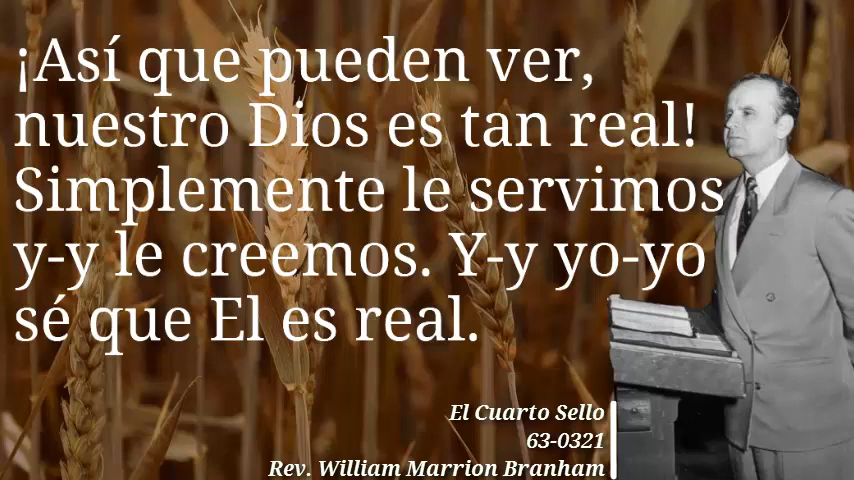 ¡Así que pueden ver,
nuestro Dios es tan real!
Simplemente le servimos
y-y le creemos. Y-y yo-yo
sé que El es real.
El Cuarto Sello
63-0321
Rev. William Marrion Branham